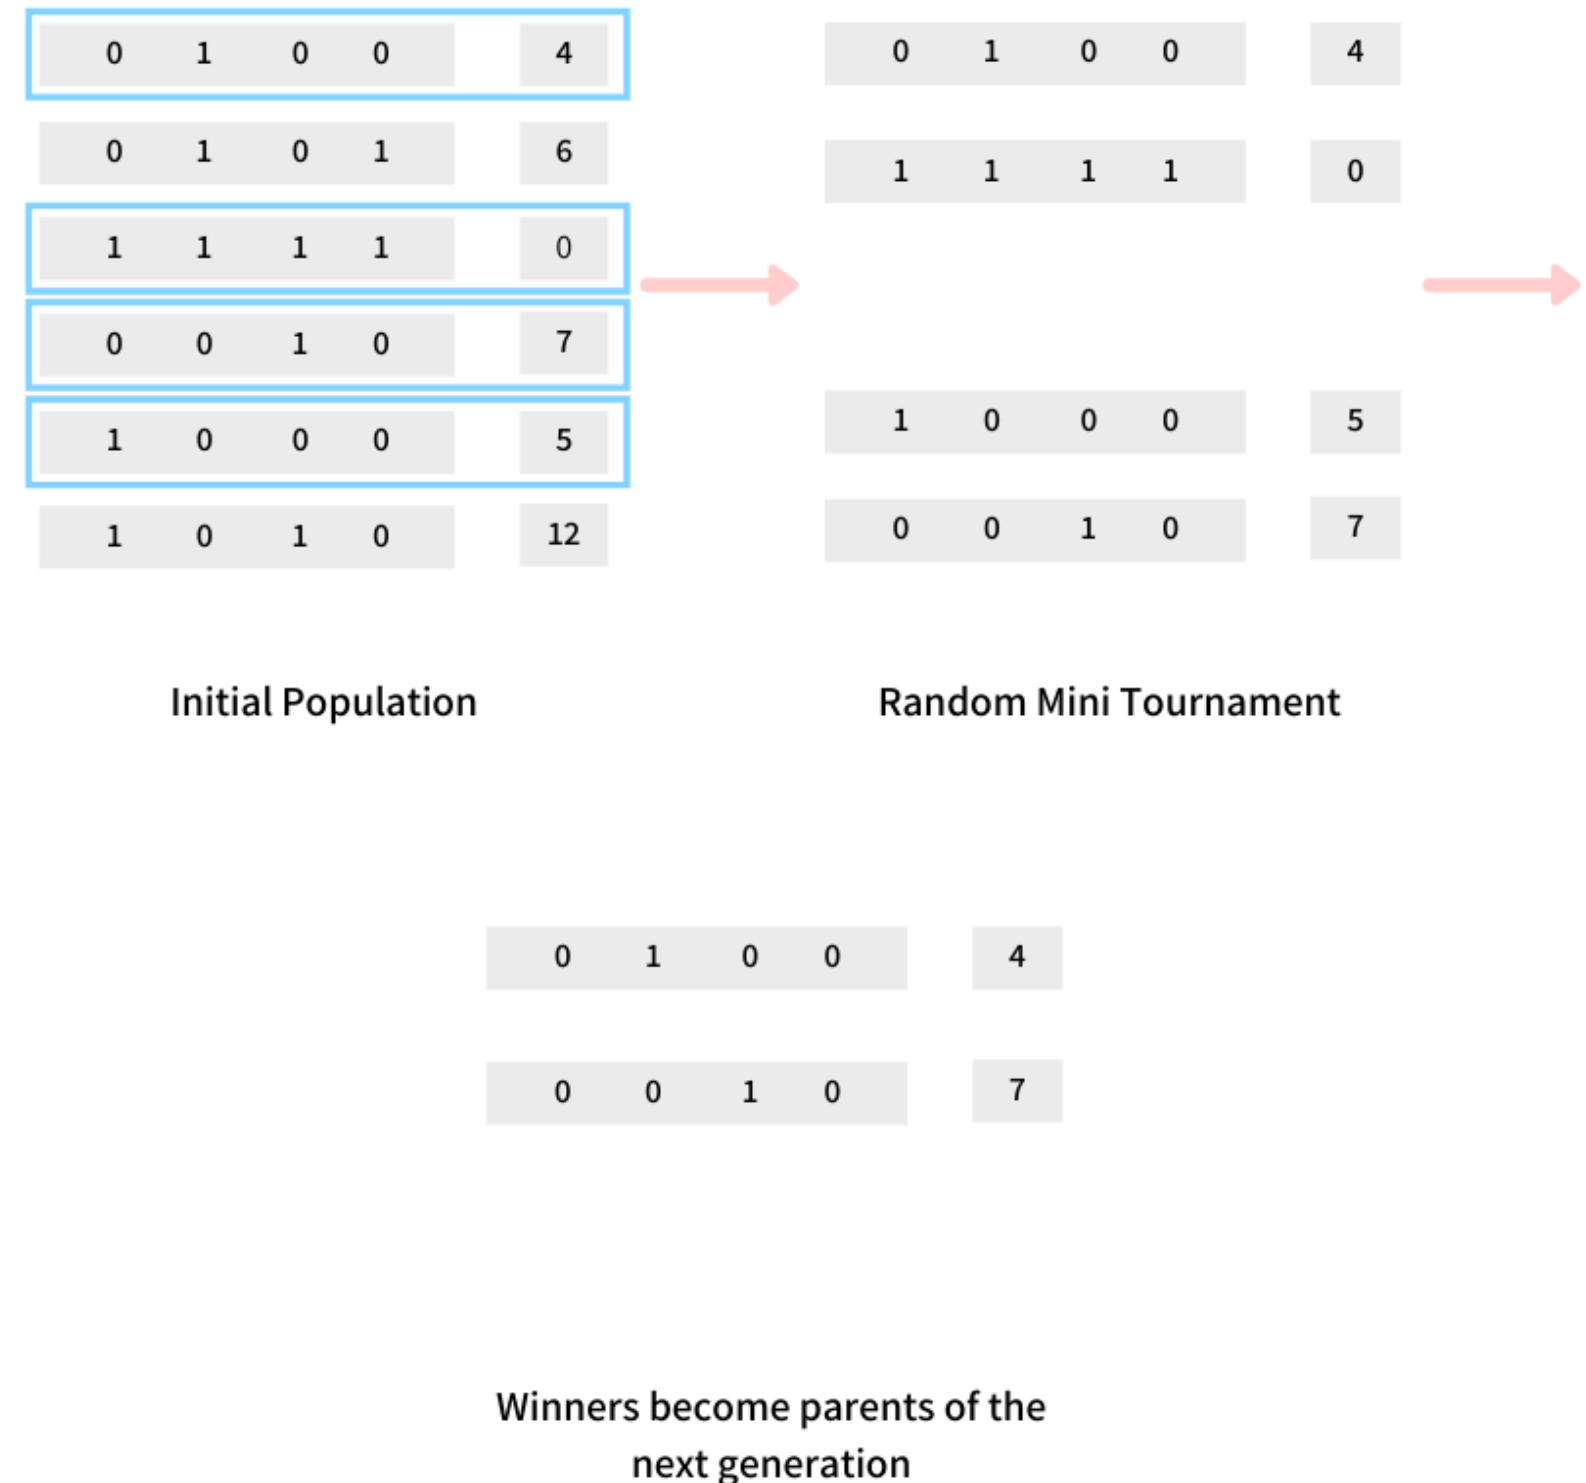 0 1 0 0 4
0 1 0 1 6
1 1 1 1 0
0 0 1 0 7
1 0 0 0 5
1 0 1 0 12
Initial Population
0 1 0 0 4
1 1 1 1 0
1 0 0 0 5
0 0 1 0 7
Random Mini Tournament
0 1 0 0 4
0 0 1 0 7
Winners become parents of the
next generation